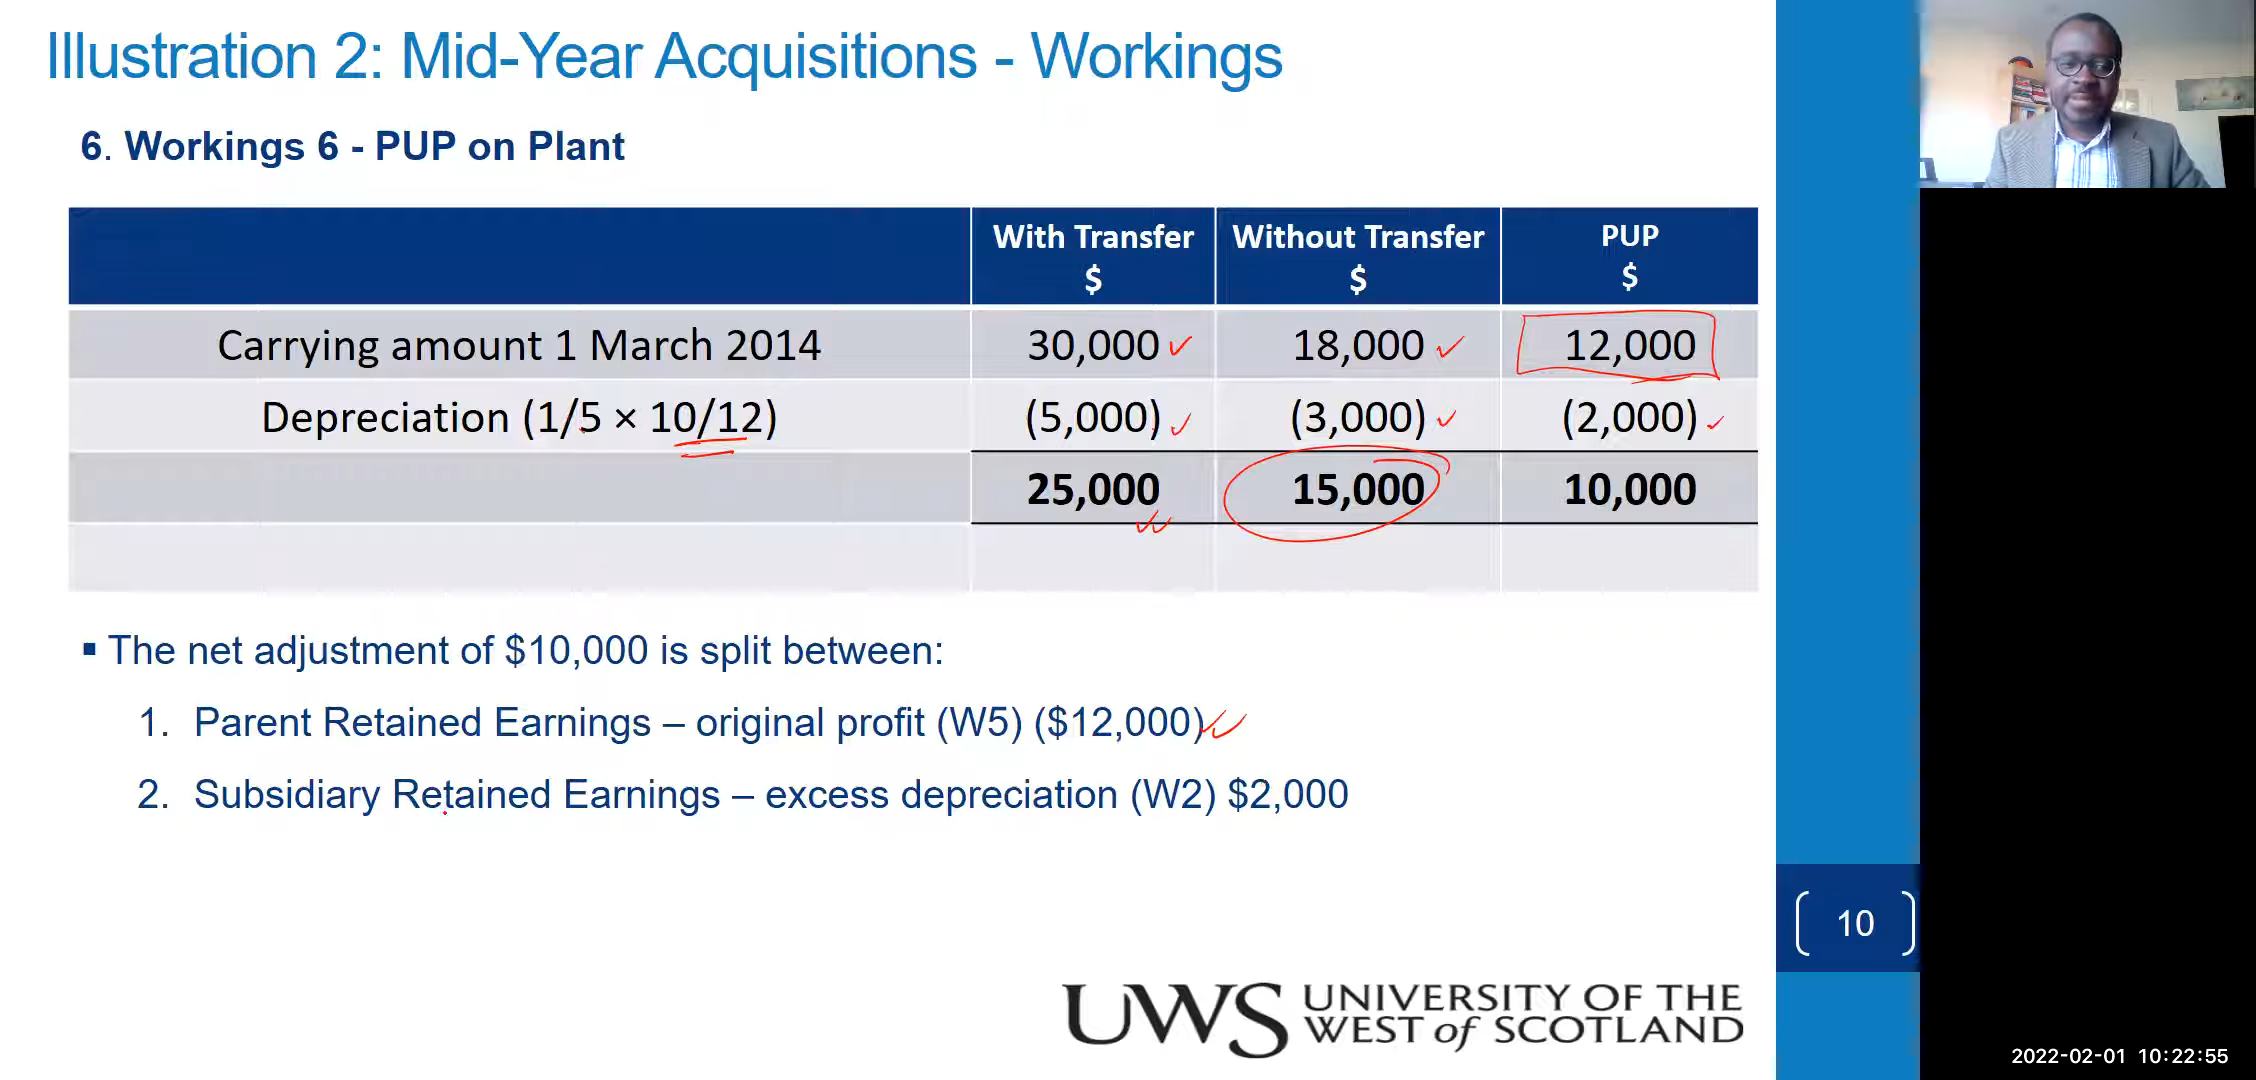 Illustration 2: Mid-Year Acquisitions - Workings
6. Workings 6 - PUP on Plant
With Transfer Without Transfer PUP
$ $ $
Carrying amount 1 March 2014 30,000 18,000 12,000
Depreciation (1/5 × 10/12) (5,000) (3,000) (2,000)
25,000 15,000 10,000
▪ The net adjustment of $10,000 is split between:
1. Parent Retained Earnings – original profit (W5) ($12,000)
2. Subsidiary Retained Earnings – excess depreciation (W2) $2,000
10
UWS UNIVERSITY OF THE
WEST of SCOTLAND
2022-02-01 10:22:55